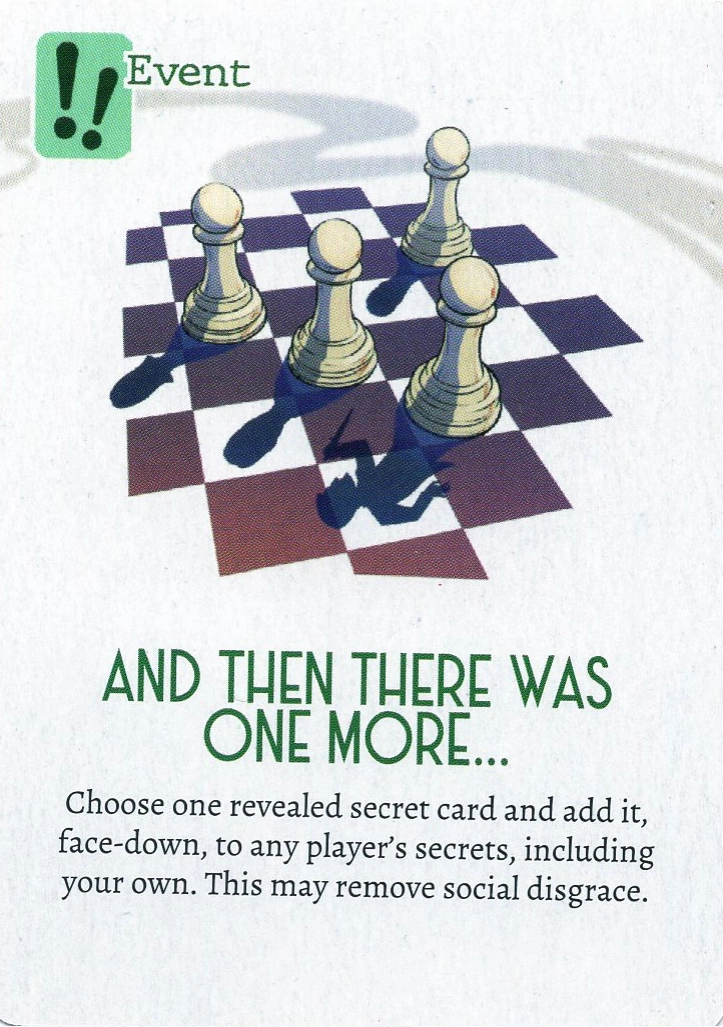 !!
Event
AND THEN THERE WAS
ONE MORE...
Choose one revealed secret card and add it,
face-down, to any player’s secrets, including
your own. This may remove social disgrace.